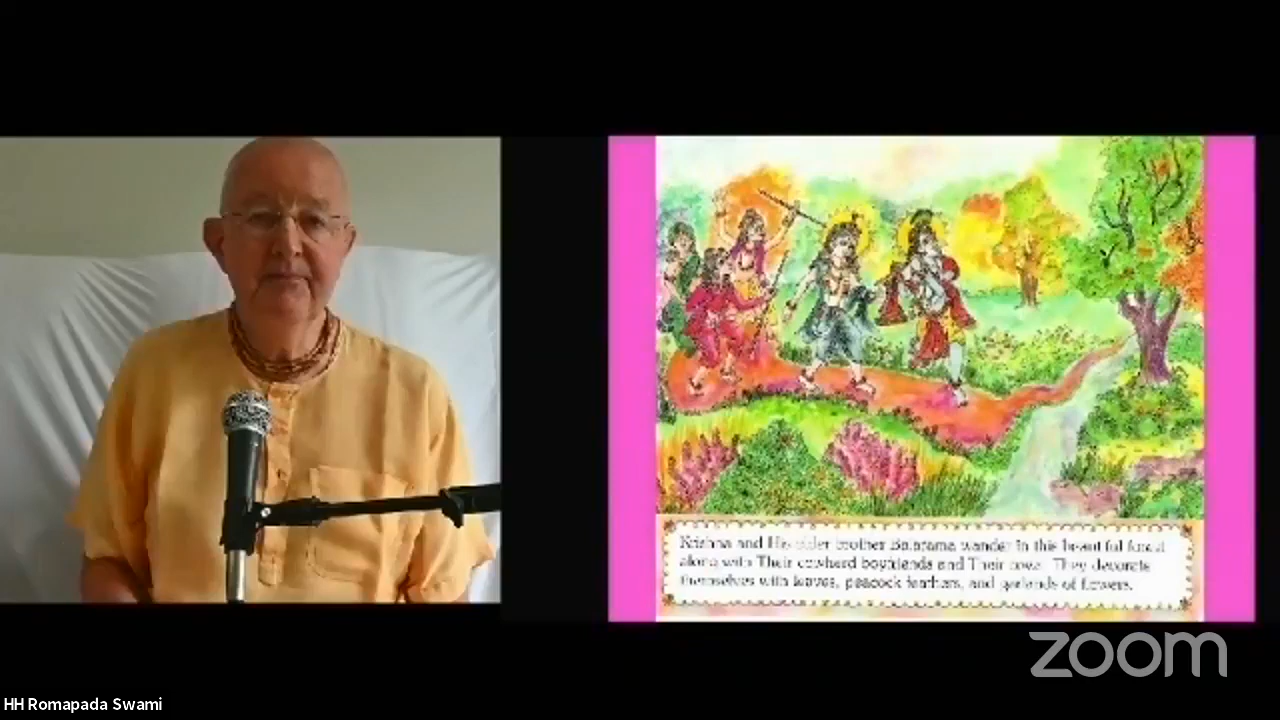 Krishna and His older brother Balarama wander in this beautiful forest
along with Their cowherd boyfriends and Their cows. They decorate
themselves with leaves, peacock feathers, and garlands of flowers.
zoom
HH Romapada Swami